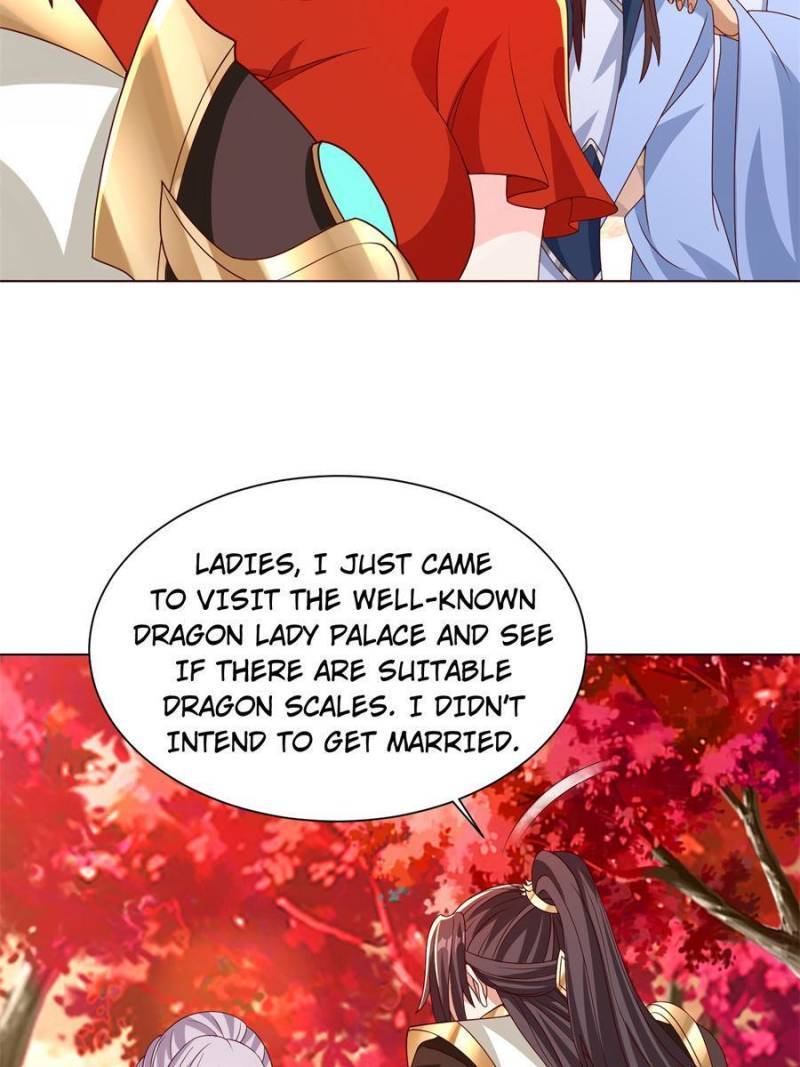 LADIES, I JUST CAME
TO VISIT THE WELL-KNOWN
DRAGON LADY PALACE AND SEE
IF THERE ARE SUITABLE
DRAGON SCALES. I DIDN'T
INTEND TO GET MARRIED.